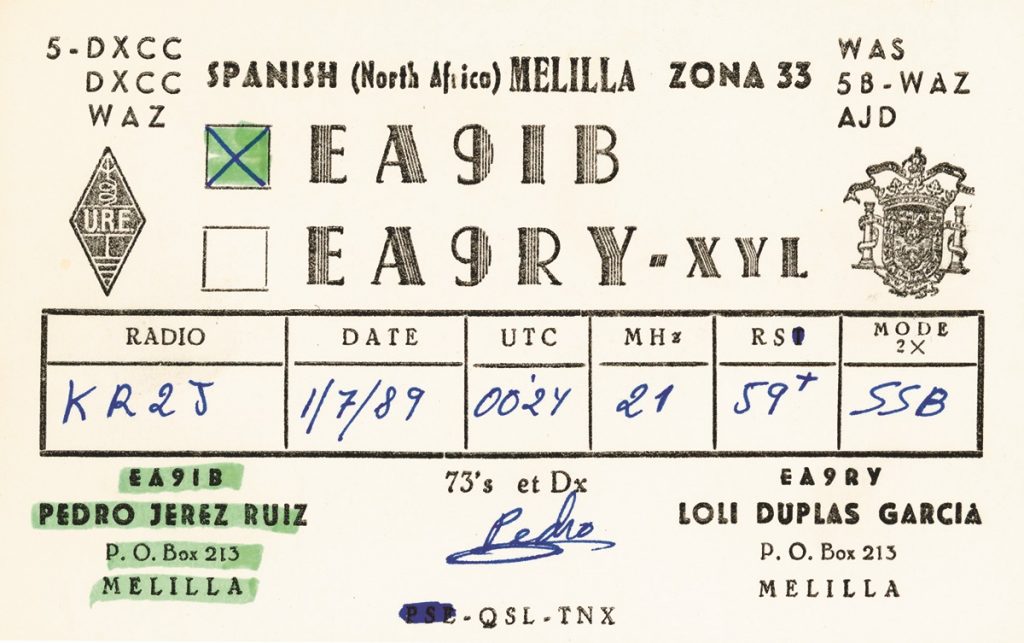 5-DXCC
DXCC
WAZ
SPANISH (North Africa) MELILLA ZONA 33
WAS
5B-WAZ
AJD
EA9IB
EA9RY-XYL
U.R.E.
RADIO DATE UTC MHz RST MODE 2X
KR2J 1/7/89 00'24 21 59+ SSB
EA9IB
PEDRO JEREZ RUIZ
P. O. Box 213
MELILLA
73's et Dx
Pedro
PSE-QSL-TNX
EA9RY
LOLI DUPLAS GARCIA
P. O. Box 213
MELILLA